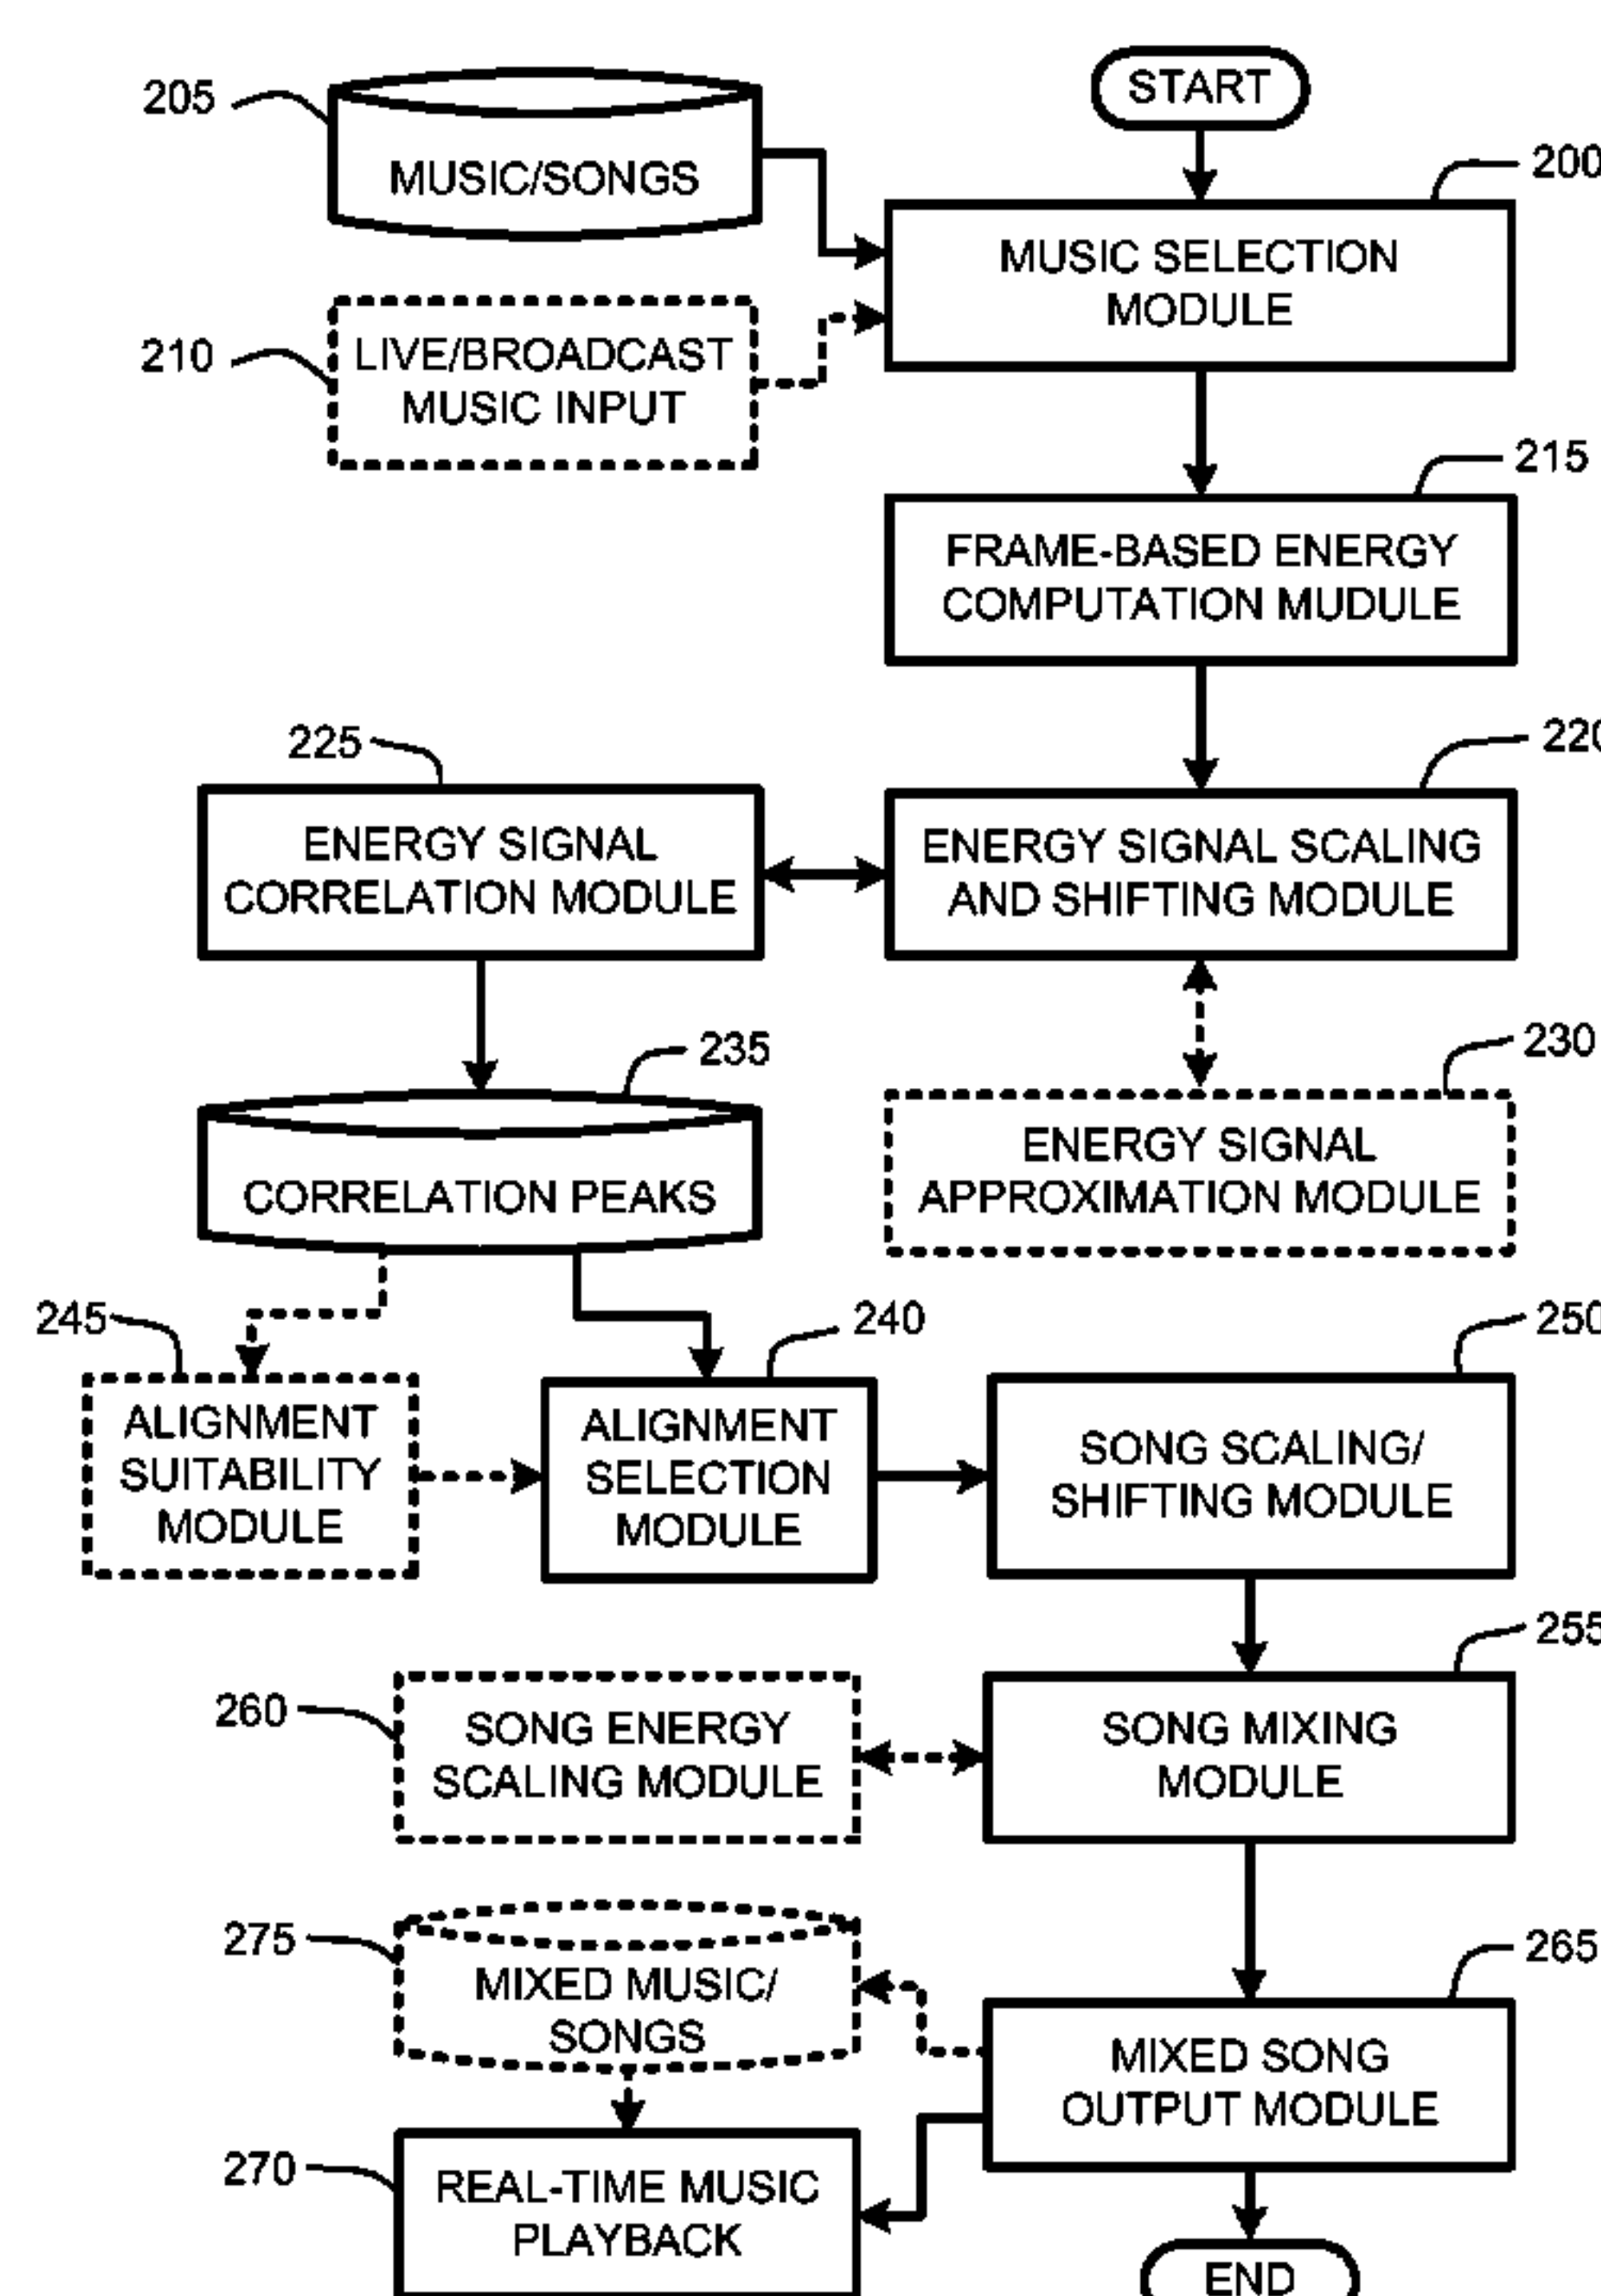 START
205
MUSIC/SONGS
200
MUSIC SELECTION
MODULE
210
LIVE/BROADCAST
MUSIC INPUT
215
FRAME-BASED ENERGY
COMPUTATION MUDULE
225
ENERGY SIGNAL
CORRELATION MODULE
220
ENERGY SIGNAL SCALING
AND SHIFTING MODULE
235
CORRELATION PEAKS
230
ENERGY SIGNAL
APPROXIMATION MODULE
245
ALIGNMENT
SUITABILITY
MODULE
240
ALIGNMENT
SELECTION
MODULE
250
SONG SCALING/
SHIFTING MODULE
255
SONG MIXING
MODULE
260
SONG ENERGY
SCALING MODULE
275
MIXED MUSIC/
SONGS
265
MIXED SONG
OUTPUT MODULE
270
REAL-TIME MUSIC
PLAYBACK
END